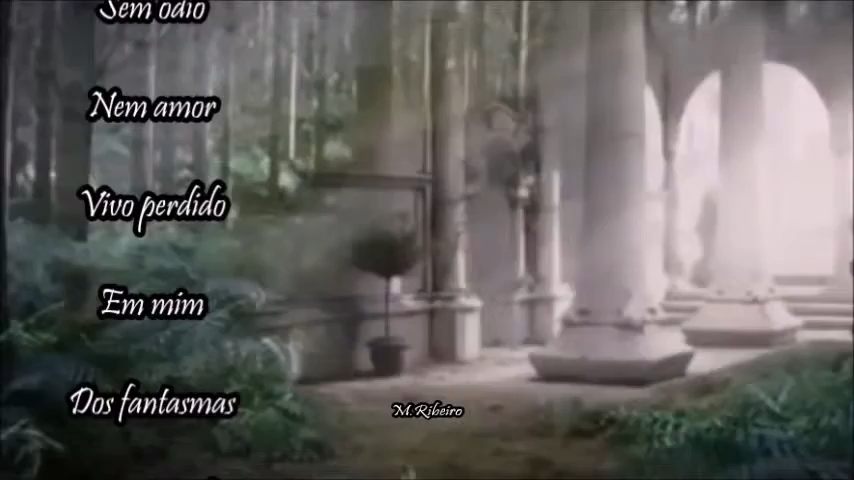 Sem ódio
Nem amor
Vivo perdido
Em mim
Dos fantasmas
M. Ribeiro